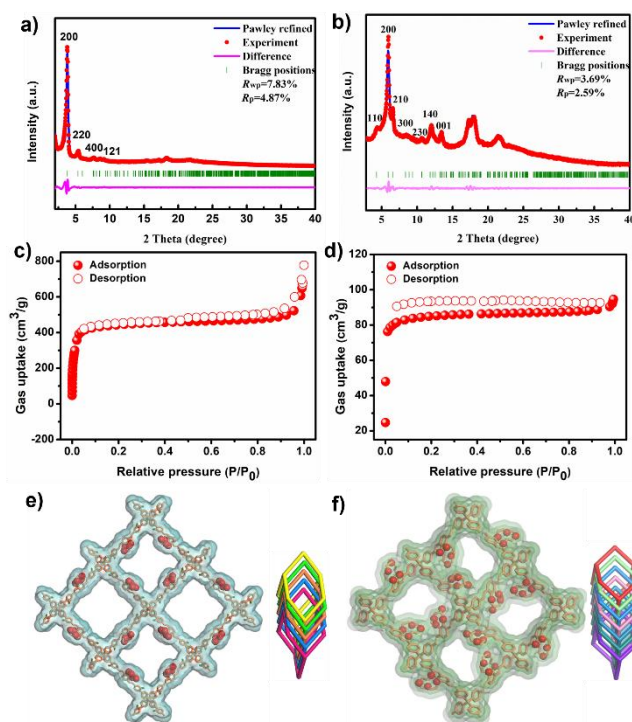 a)
200
Pawley refined
Experiment
Difference
Bragg positions
Rwp=7.83%
Rp=4.87%
220
400
121
Intensity (a.u.)
5 10 15 20 25 30 35 40
2 Theta (degree)
b)
200
Pawley refined
Experiment
Difference
Bragg positions
Rwp=3.69%
Rp=2.59%
110
210
300
230
140
001
Intensity (a.u.)
5 10 15 20 25 30 35 40
2 Theta (degree)
c)
800
600
400
200
0
-200
Adsorption
Desorption
Gas uptake (cm3/g)
0.0 0.2 0.4 0.6 0.8 1.0
Relative pressure (P/P0)
d)
120
100
80
60
40
20
Adsorption
Desorption
Gas uptake (cm3/g)
0.0 0.2 0.4 0.6 0.8 1.0
Relative pressure (P/P0)
e)
f)